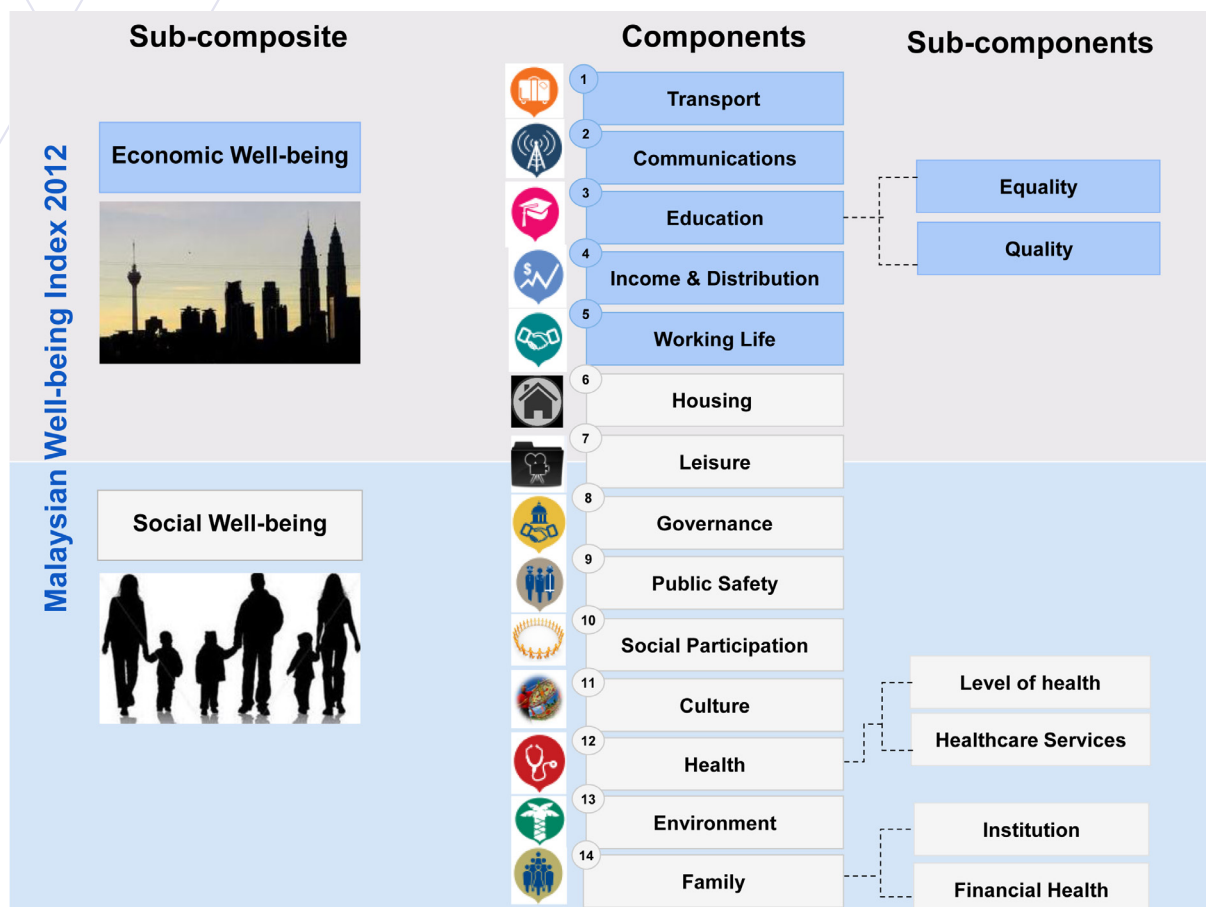 Sub-composite
Components
Sub-components
Malaysian Well-being Index 2012
Economic Well-being
Social Well-being
1
Transport
2
Communications
3
Education
4
Income & Distribution
5
Working Life
6
Housing
7
Leisure
8
Governance
9
Public Safety
10
Social Participation
11
Culture
12
Health
13
Environment
14
Family
Equality
Quality
Level of health
Healthcare Services
Institution
Financial Health